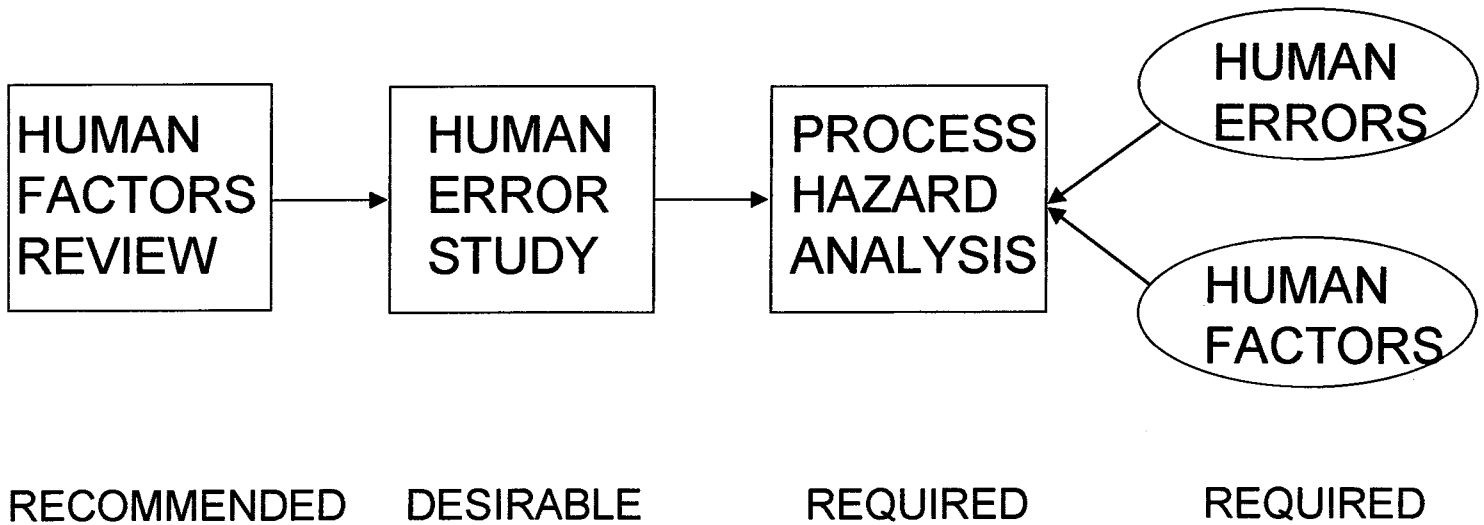 HUMAN
FACTORS
REVIEW
HUMAN
ERROR
STUDY
PROCESS
HAZARD
ANALYSIS
HUMAN
ERRORS
HUMAN
FACTORS
RECOMMENDED
DESIRABLE
REQUIRED
REQUIRED